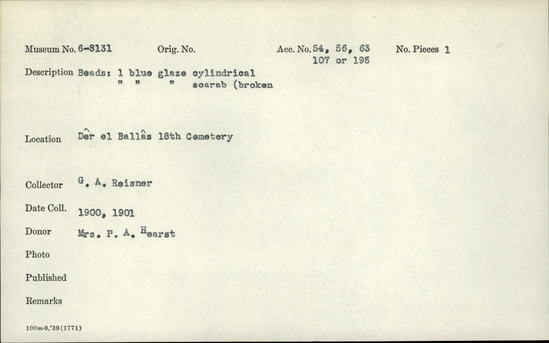 Museum No. 6-8131 Orig. No. Acc. No. 54, 56, 63 No. Pieces 1
107 or 195
Description Beads: 1 blue glaze cylindrical
" " " scarab (broken
Location Dêr el Ballâs 18th Cemetery
Collector G. A. Reisner
Date Coll. 1900, 1901
Donor Mrs. P. A. Hearst
Photo
Published
Remarks
100m-9,'39(1771)